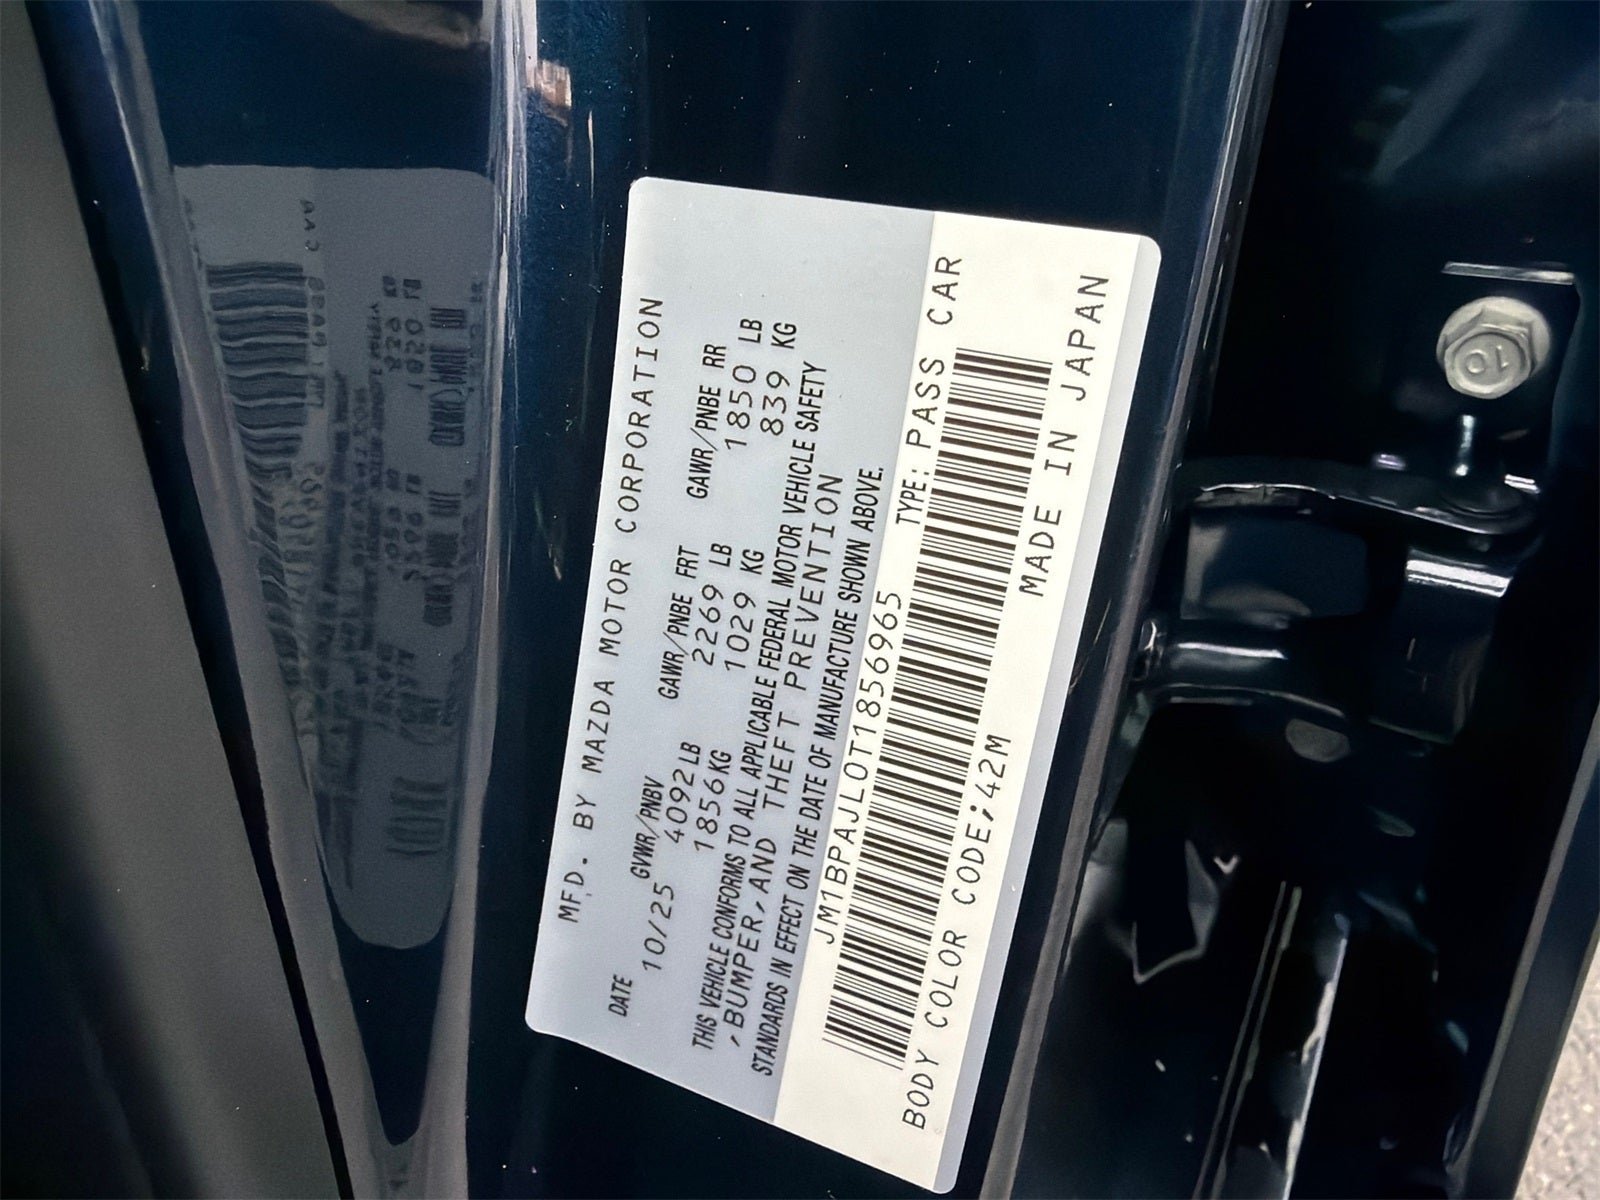 MFD. BY MAZDA MOTOR CORPORATION
DATE GVWR/PNBV GAWR/PNBE FRT GAWR/PNBE RR
10/25 4092LB 2269 LB 1850 LB
1856KG 1029 KG 839 KG
THIS VEHICLE CONFORMS TO ALL APPLICABLE FEDERAL MOTOR VEHICLE SAFETY
,BUMPER,AND THEFT PREVENTION
STANDARDS IN EFFECT ON THE DATE OF MANUFACTURE SHOWN ABOVE.
JM1BPAJL0T1856965 TYPE: PASS CAR
BODY COLOR CODE;42M MADE IN JAPAN
10